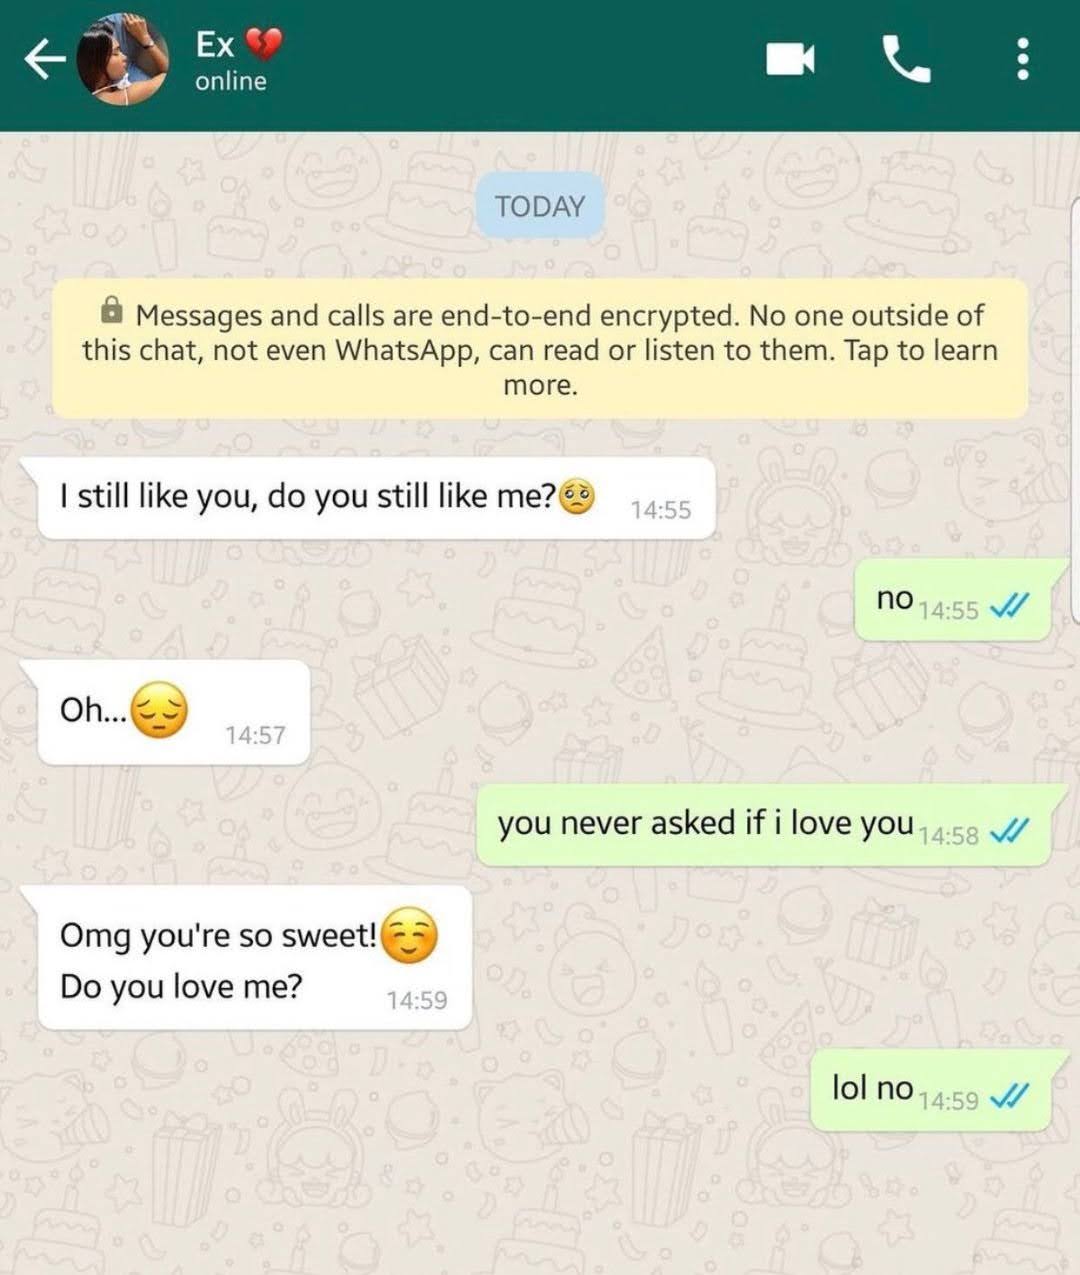 Ex 💔
online
TODAY
🔒 Messages and calls are end-to-end encrypted. No one outside of
this chat, not even WhatsApp, can read or listen to them. Tap to learn
more.
I still like you, do you still like me?🥺 14:55
no 14:55
Oh...😔 14:57
you never asked if i love you 14:58
Omg you're so sweet!☺️
Do you love me? 14:59
lol no 14:59